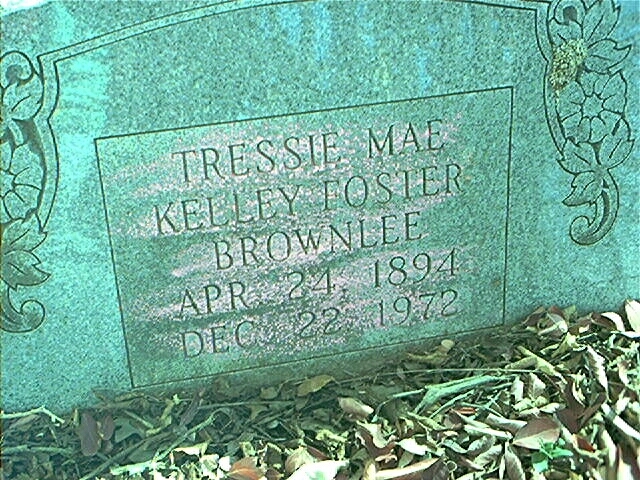 TRESSIE MAE
KELLEY FOSTER
BROWNLEE
APR. 24, 1894
DEC. 22 1972